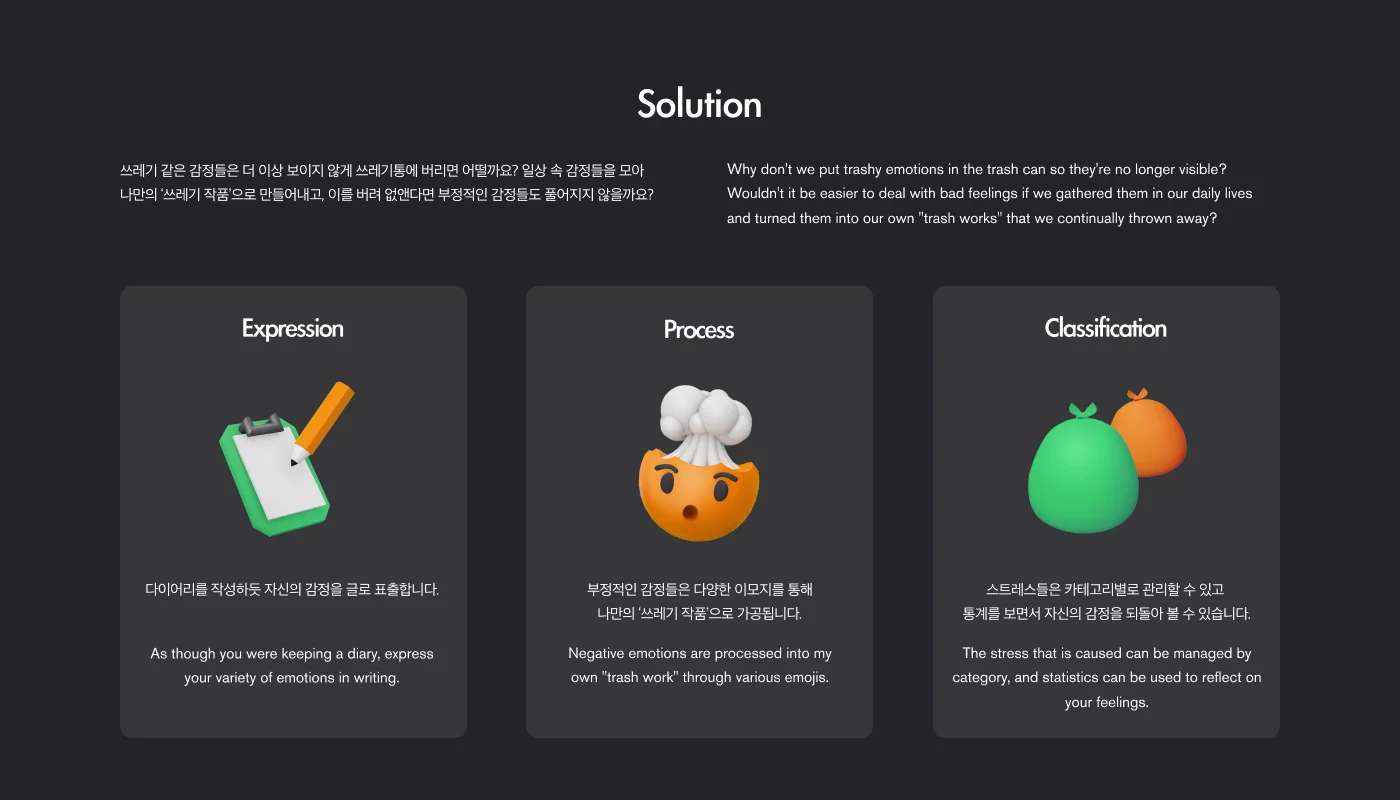 Solution
쓰레기 같은 감정들은 더 이상 보이지 않게 쓰레기통에 버리면 어떨까요? 일상 속 감정들을 모아
나만의 '쓰레기 작품'으로 만들어내고, 이를 버려 없앤다면 부정적인 감정들도 풀어지지 않을까요?
Why don't we put trashy emotions in the trash can so they're no longer visible?
Wouldn't it be easier to deal with bad feelings if we gathered them in our daily lives
and turned them into our own "trash works" that we continually thrown away?
Expression
다이어리를 작성하듯 자신의 감정을 글로 표출합니다.
As though you were keeping a diary, express
your variety of emotions in writing.
Process
부정적인 감정들은 다양한 이모지를 통해
나만의 '쓰레기 작품'으로 가공됩니다.
Negative emotions are processed into my
own "trash work" through various emojis.
Classification
스트레스들은 카테고리별로 관리할 수 있고
통계를 보면서 자신의 감정을 되돌아 볼 수 있습니다.
The stress that is caused can be managed by
category, and statistics can be used to reflect on
your feelings.